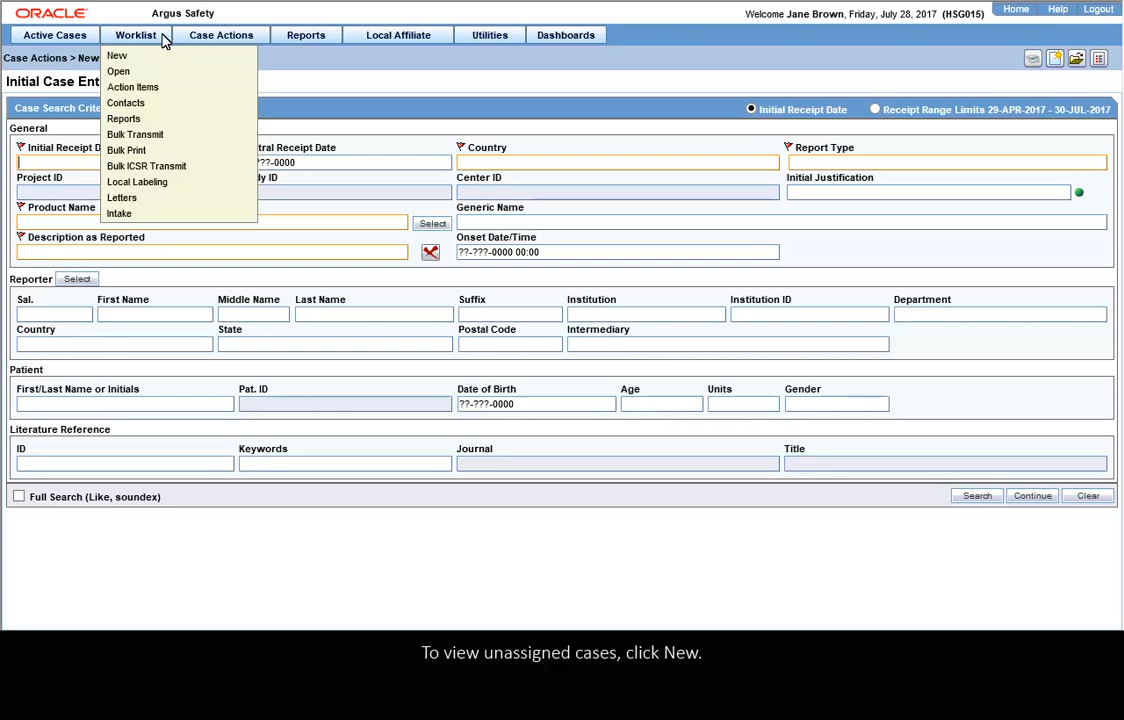 ORACLE® Argus Safety Welcome Jane Brown, Friday, July 28, 2017 (HSG015) Home Help Logout
Active Cases Worklist Case Actions Reports Local Affiliate Utilities Dashboards
Case Actions > New
New
Open
Action Items
Contacts
Reports
Bulk Transmit
Bulk Print
Bulk ICSR Transmit
Local Labeling
Letters
Intake
Initial Case Ent
Case Search Crite Initial Receipt Date Receipt Range Limits 29-APR-2017 - 30-JUL-2017
General
Initial Receipt D tral Receipt Date Country Report Type
??-0000
Project ID dy ID Center ID Initial Justification
Product Name Generic Name
Select
Description as Reported Onset Date/Time
??-???-0000 00:00
Reporter Select
Sal. First Name Middle Name Last Name Suffix Institution Institution ID Department
Country State Postal Code Intermediary
Patient
First/Last Name or Initials Pat. ID Date of Birth Age Units Gender
??-???-0000
Literature Reference
ID Keywords Journal Title
Full Search (Like, soundex) Search Continue Clear
To view unassigned cases, click New.